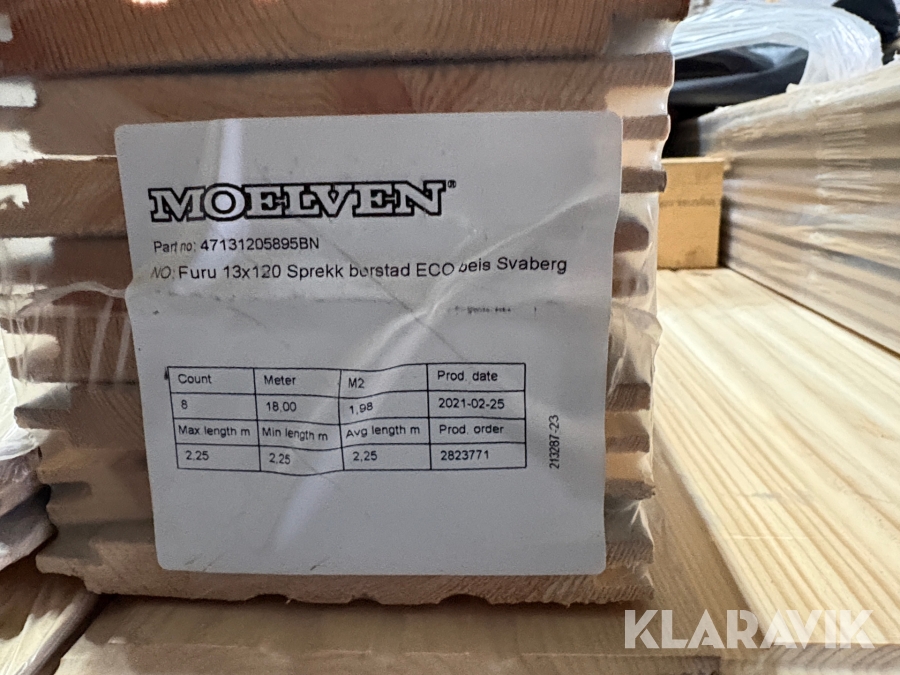 MOELVEN®
Part no: 47131205895BN
NO: Furu 13x120 Sprekk børstad ECO beis Svaberg
Count Meter M2 Prod. date
8 18,00 1,98 2021-02-25
Max length m Min length m Avg length m Prod. order
2,25 2,25 2,25 2823771
213287-23
KLARAVIK